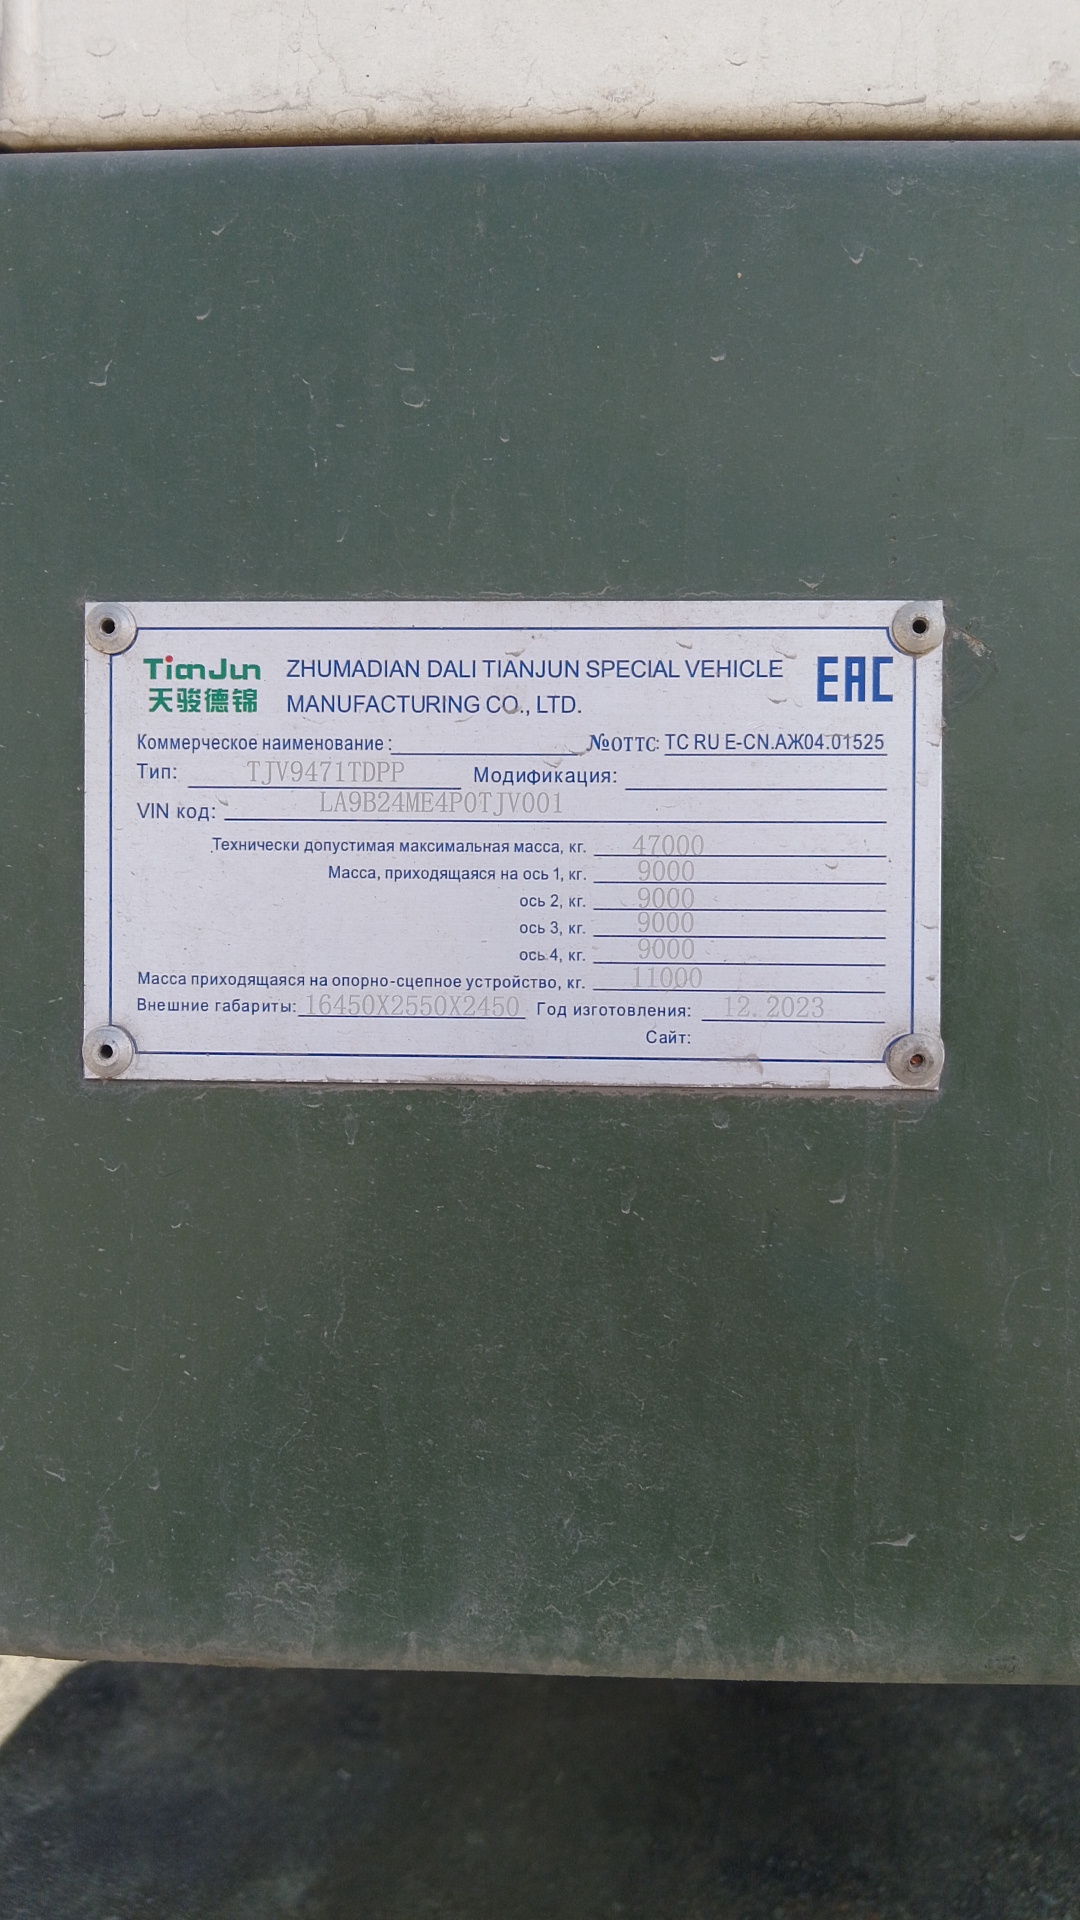 TianJun
天骏德锦
ZHUMADIAN DALI TIANJUN SPECIAL VEHICLE
MANUFACTURING CO., LTD.
EAC
Коммерческое наименование: №ОТТС: TC RU E-CN.АЖ04.01525
Тип: TJV9471TDPP Модификация:
VIN код: LA9B24ME4P0TJV001
Технически допустимая максимальная масса, кг. 47000
Масса, приходящаяся на ось 1, кг. 9000
ось 2, кг. 9000
ось 3, кг. 9000
ось 4, кг. 9000
Масса приходящаяся на опорно-сцепное устройство, кг. 11000
Внешние габариты: 16450X2550X2450 Год изготовления: 12.2023
Сайт: